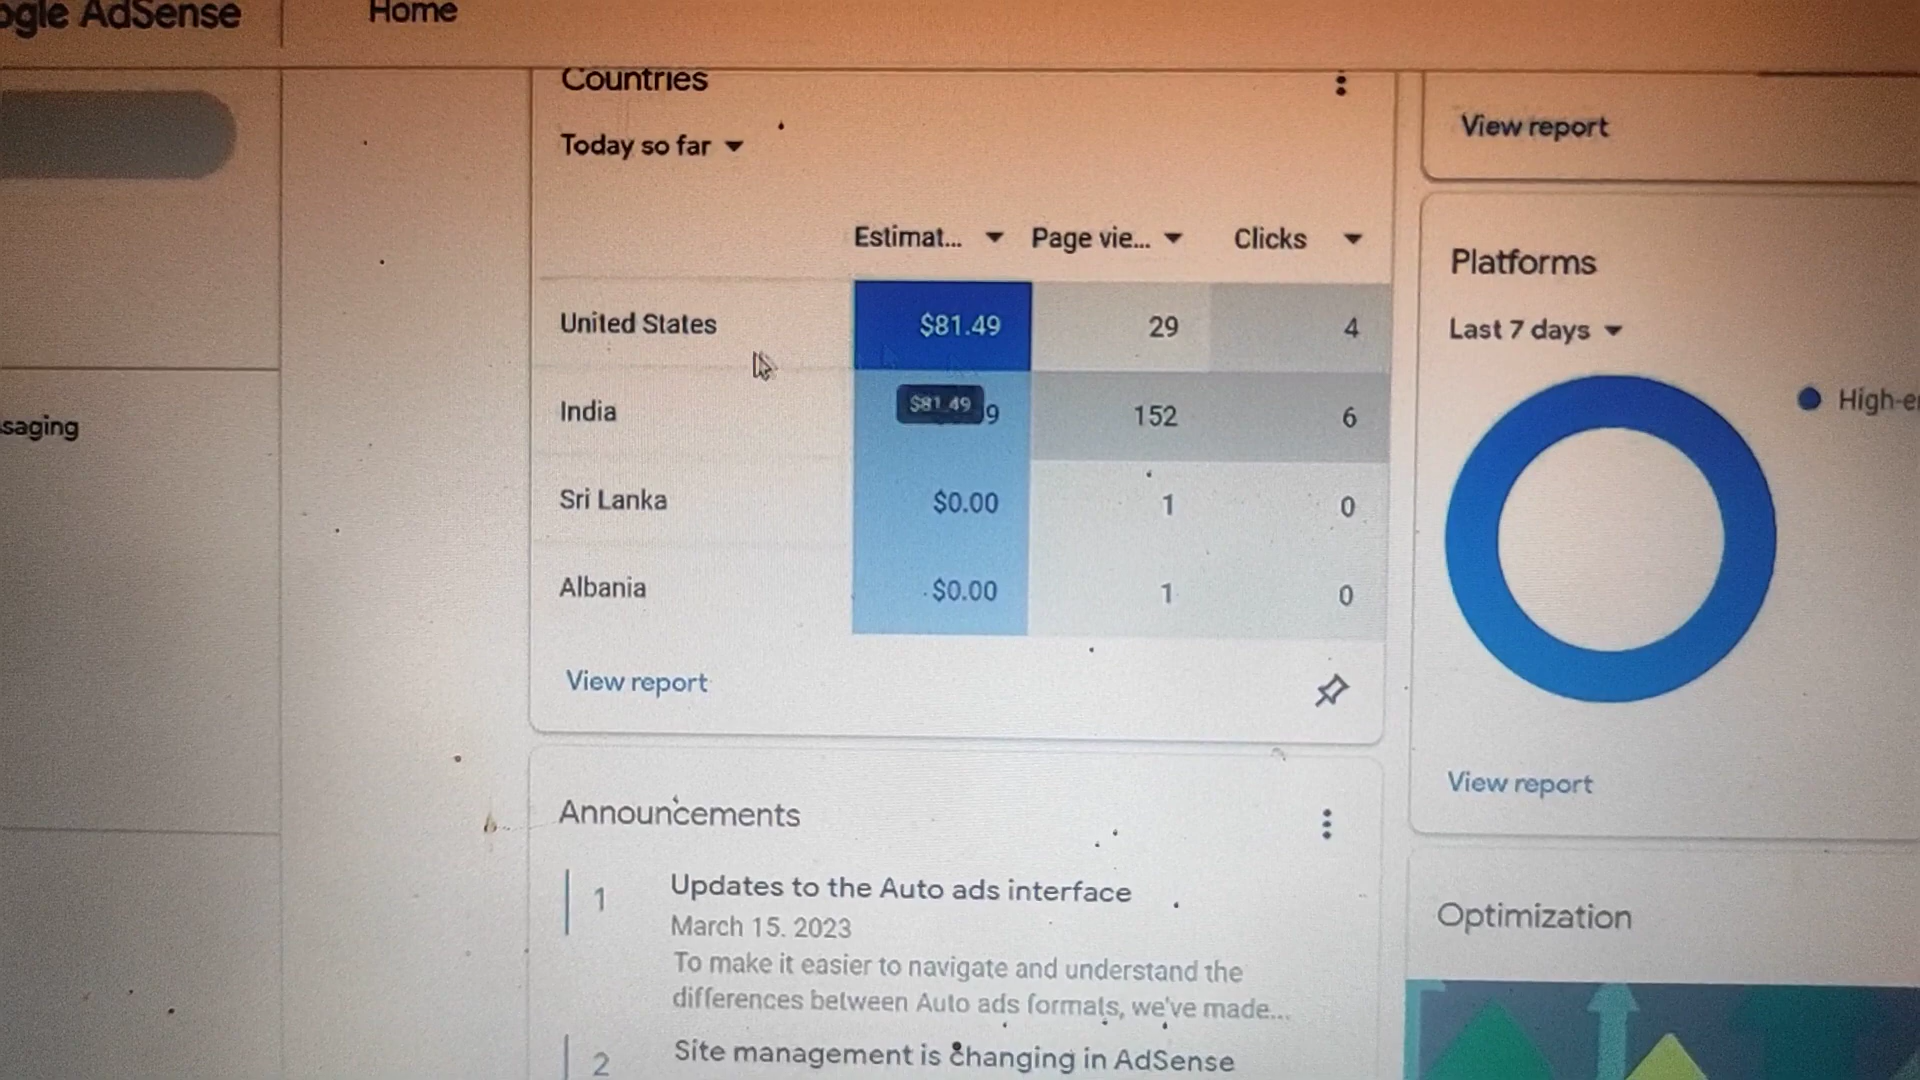 ogle AdSense
Home
Countries
Today so far
Estimat... Page vie... Clicks
United States $81.49 29 4
India 9 152 6
$81.49
Sri Lanka $0.00 1 0
Albania $0.00 1 0
View report
View report
Platforms
Last 7 days
High-e
View report
saging
Announcements
1 Updates to the Auto ads interface
March 15. 2023
To make it easier to navigate and understand the
differences between Auto ads formats, we've made...
2 Site management is changing in AdSense
Optimization